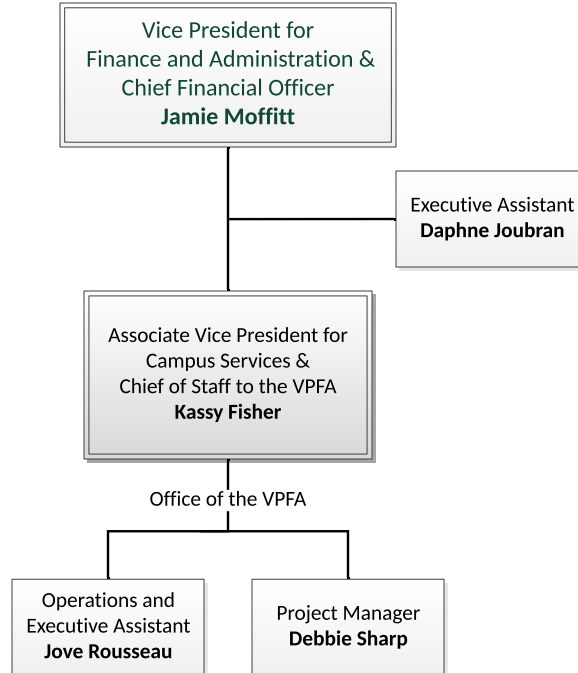 Vice President for
Finance and Administration &
Chief Financial Officer
Jamie Moffitt
Executive Assistant
Daphne Joubran
Associate Vice President for
Campus Services &
Chief of Staff to the VPFA
Kassy Fisher
Office of the VPFA
Operations and
Executive Assistant
Jove Rousseau
Project Manager
Debbie Sharp